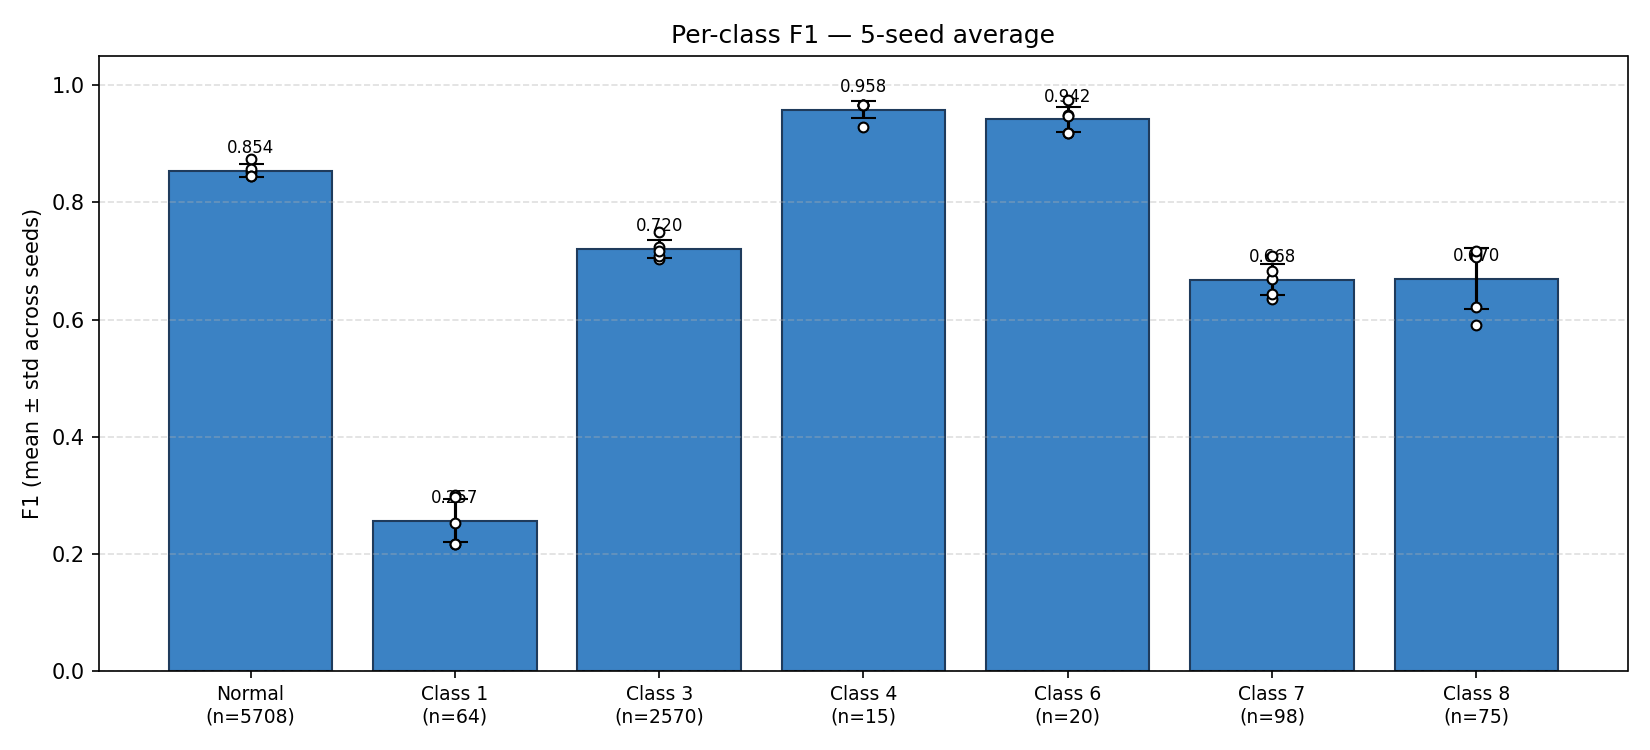 Per-class F1 — 5-seed average
F1 (mean ± std across seeds)
1.0
0.8
0.6
0.4
0.2
0.0
0.854
0.720
0.958
0.942
Normal
(n=5708)
Class 1
(n=64)
Class 3
(n=2570)
Class 4
(n=15)
Class 6
(n=20)
Class 7
(n=98)
Class 8
(n=75)